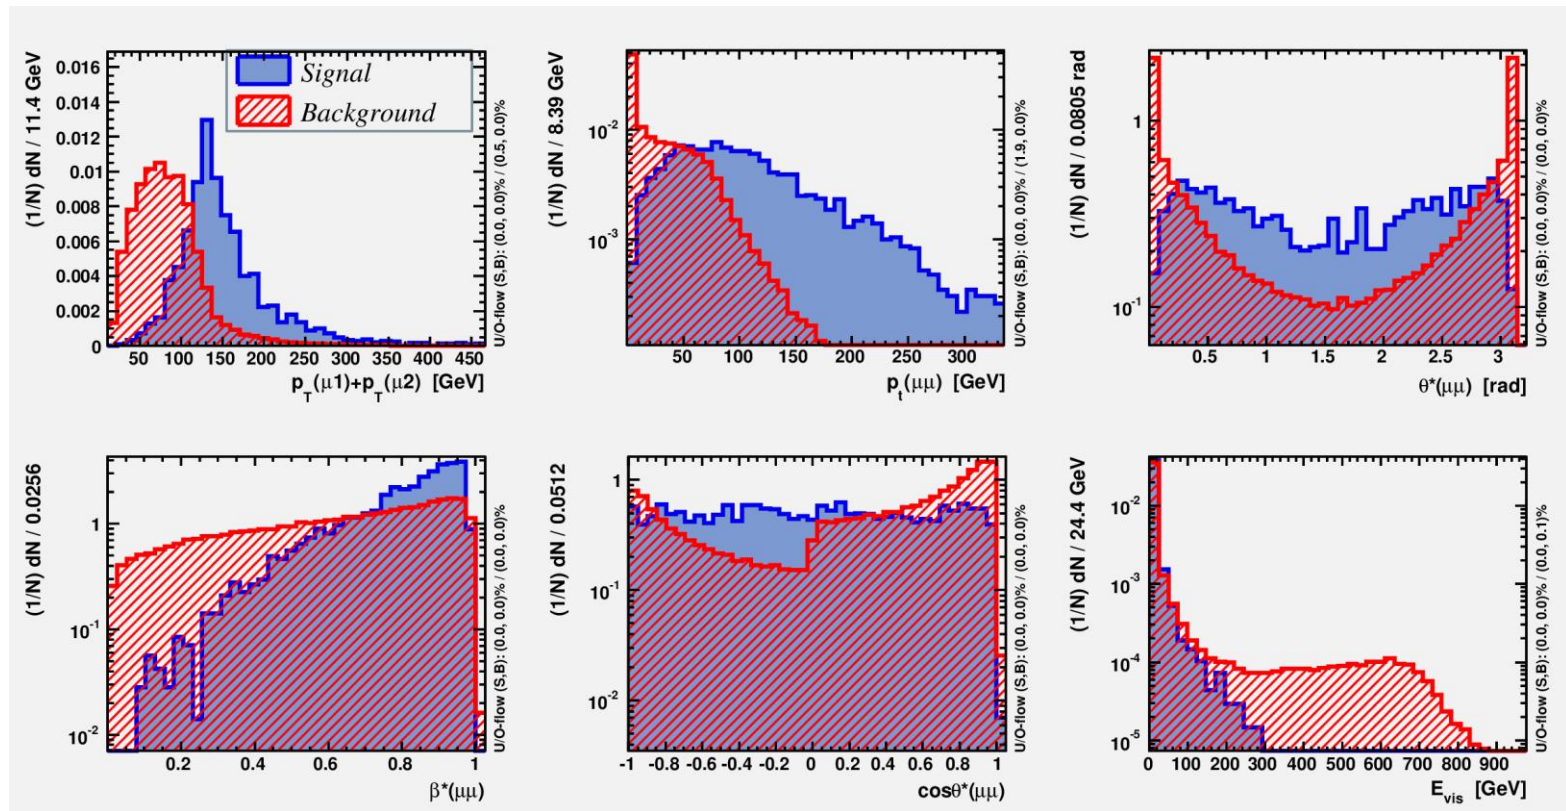 (1/N) dN / 11.4 GeV
0.016
0.014
0.012
0.01
0.008
0.006
0.004
0.002
0
Signal
Background
50 100 150 200 250 300 350 400 450
p_T(μ1)+p_T(μ2) [GeV]
U/O-flow (S,B): (0.0, 0.0)% / (0.5, 0.0)%
(1/N) dN / 8.39 GeV
10^-2
10^-3
50 100 150 200 250 300
p_t(μμ) [GeV]
U/O-flow (S,B): (0.0, 0.0)% / (1.9, 0.0)%
(1/N) dN / 0.0805 rad
1
10^-1
0.5 1 1.5 2 2.5 3
θ*(μμ) [rad]
U/O-flow (S,B): (0.0, 0.0)% / (0.0, 0.0)%
(1/N) dN / 0.0256
1
10^-1
10^-2
0.2 0.4 0.6 0.8 1
β*(μμ)
U/O-flow (S,B): (0.0, 0.0)% / (0.0, 0.0)%
(1/N) dN / 0.0512
1
10^-1
10^-2
-1 -0.8 -0.6 -0.4 -0.2 0 0.2 0.4 0.6 0.8 1
cosθ*(μμ)
U/O-flow (S,B): (0.0, 0.0)% / (0.0, 0.0)%
(1/N) dN / 24.4 GeV
10^-2
10^-3
10^-4
10^-5
0 100 200 300 400 500 600 700 800 900
E_vis [GeV]
U/O-flow (S,B): (0.0, 0.0)% / (0.0, 0.1)%